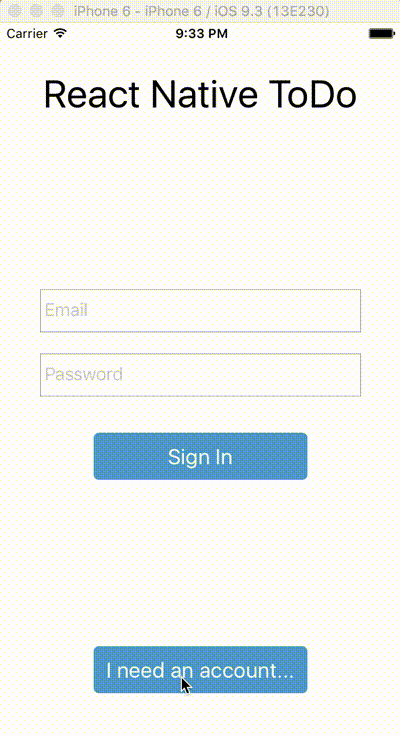 iPhone 6 - iPhone 6 / iOS 9.3 (13E230)
Carrier 9:33 PM
React Native ToDo
Email
Password
Sign In
I need an account...